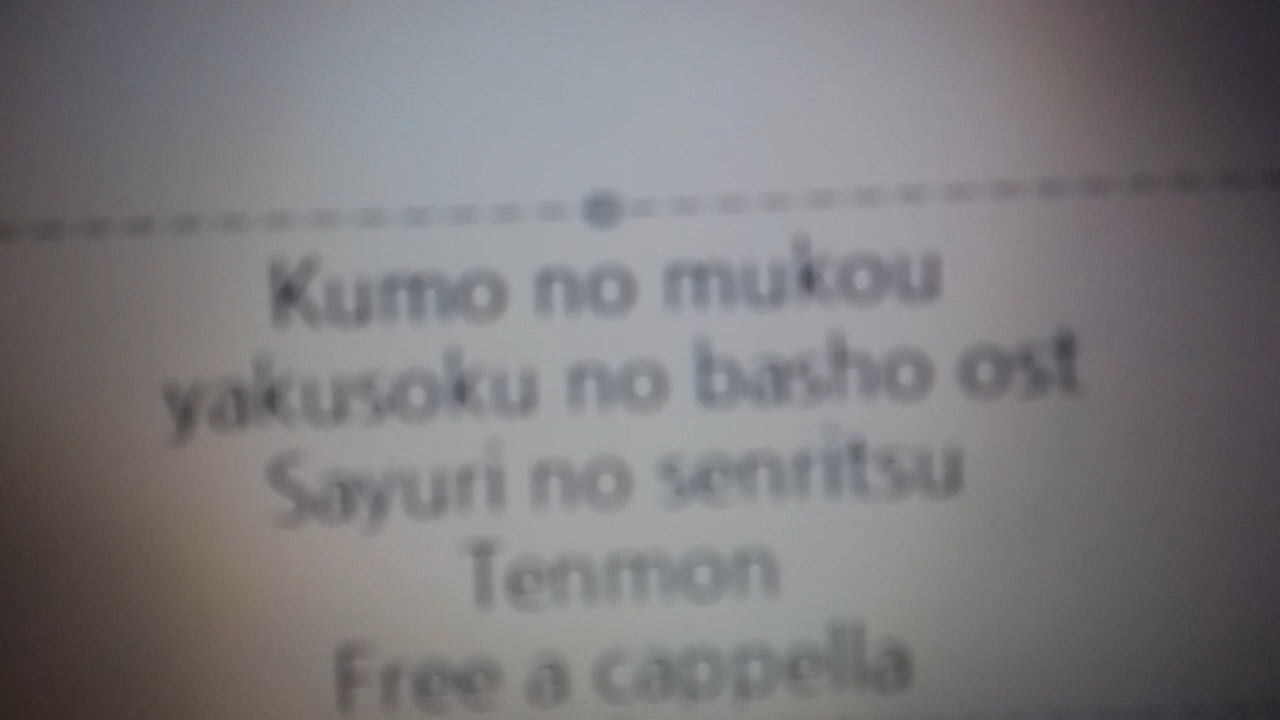 Kumo no mukou
yakusoku no basho ost
Sayuri no senritsu
Tenmon
Free a cappella